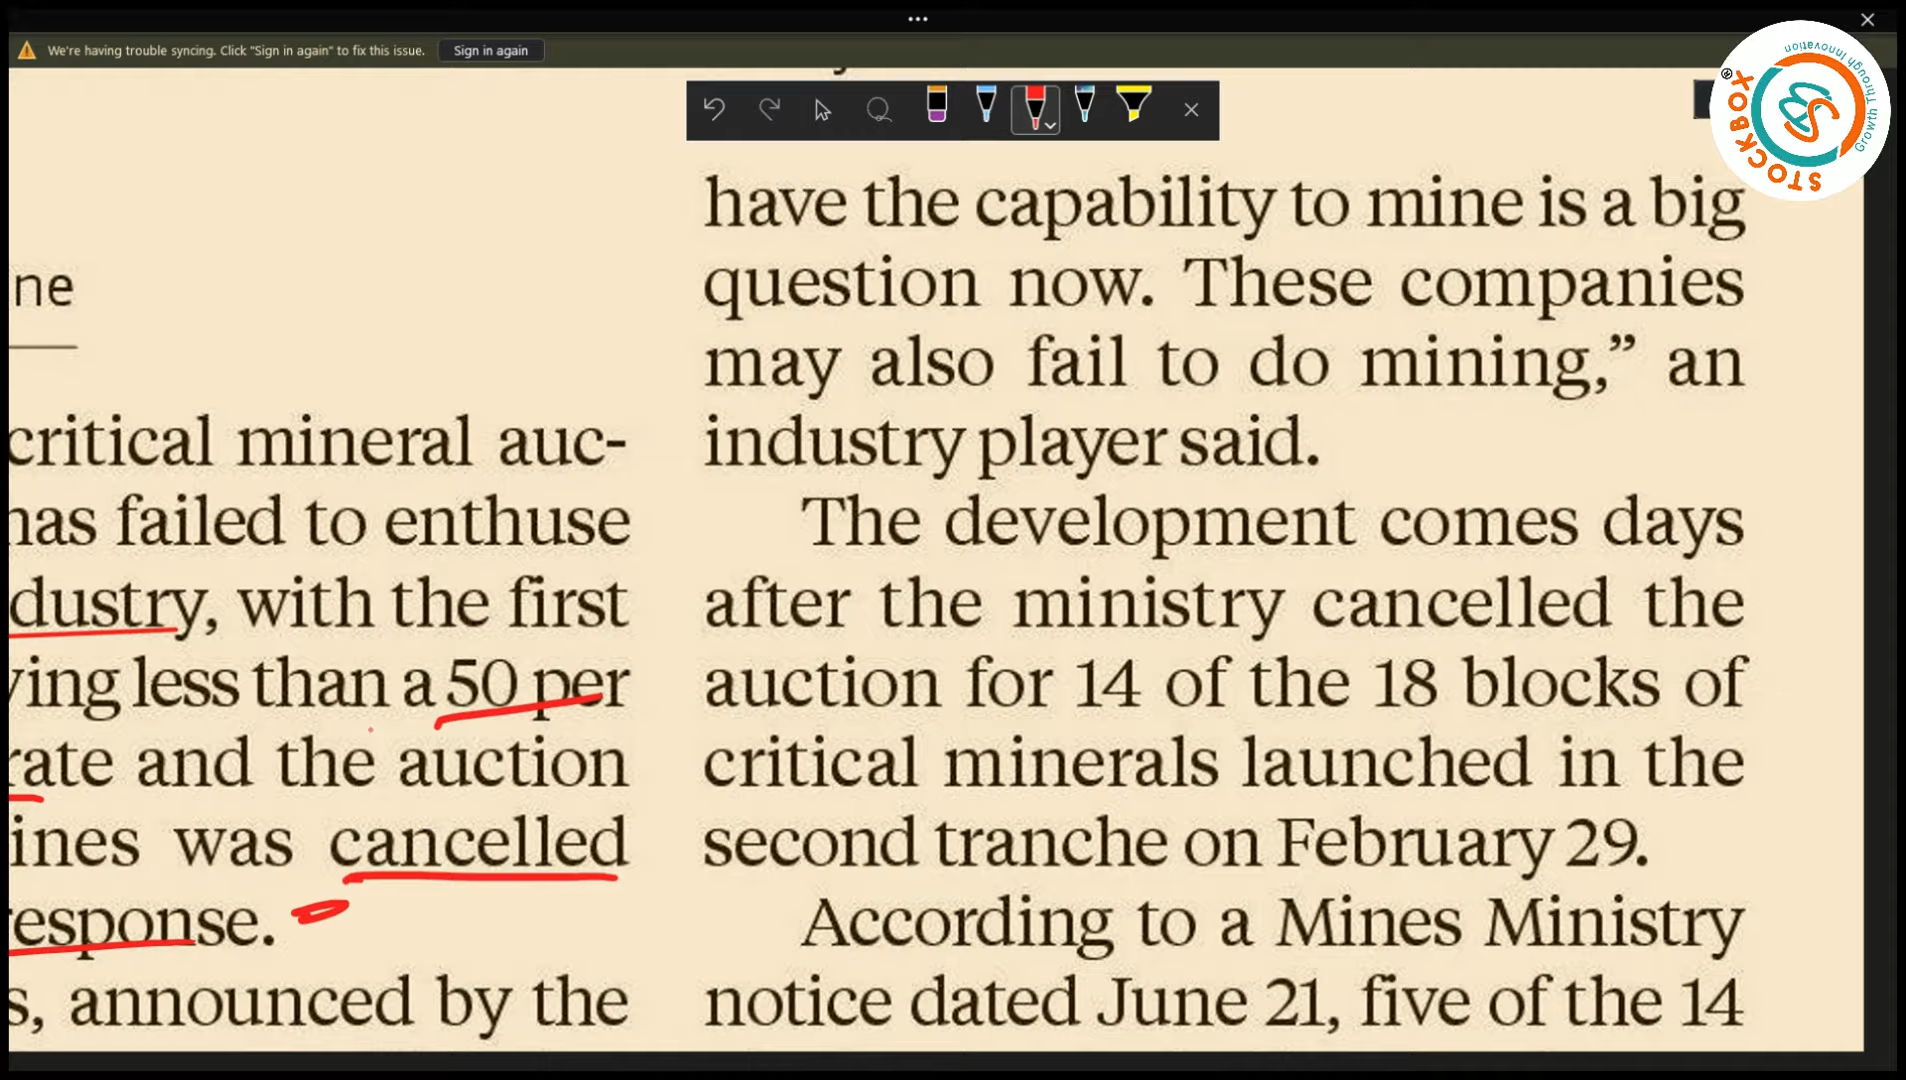 •••
We're having trouble syncing. Click "Sign in again" to fix this issue. Sign in again
STOCKBOX
®
Growth Through Innovation
ne
critical mineral auc-
has failed to enthuse
dustry, with the first
ying less than a 50 per
rate and the auction
ines was cancelled
response.
s, announced by the
have the capability to mine is a big
question now. These companies
may also fail to do mining,” an
industry player said.
The development comes days
after the ministry cancelled the
auction for 14 of the 18 blocks of
critical minerals launched in the
second tranche on February 29.
According to a Mines Ministry
notice dated June 21, five of the 14